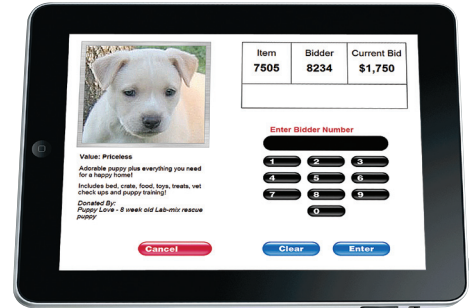 Item Bidder Current Bid
7505 8234 $1,750
Value: Priceless
Adorable puppy plus everything you need
for a happy home!
Includes bed, crate, food, toys, treats, vet
check ups and puppy training!
Donated By:
Puppy Love - 8 week old Lab-mix rescue
puppy
Enter Bidder Number
1 2 3
4 5 6
7 8 9
0
Cancel Clear Enter